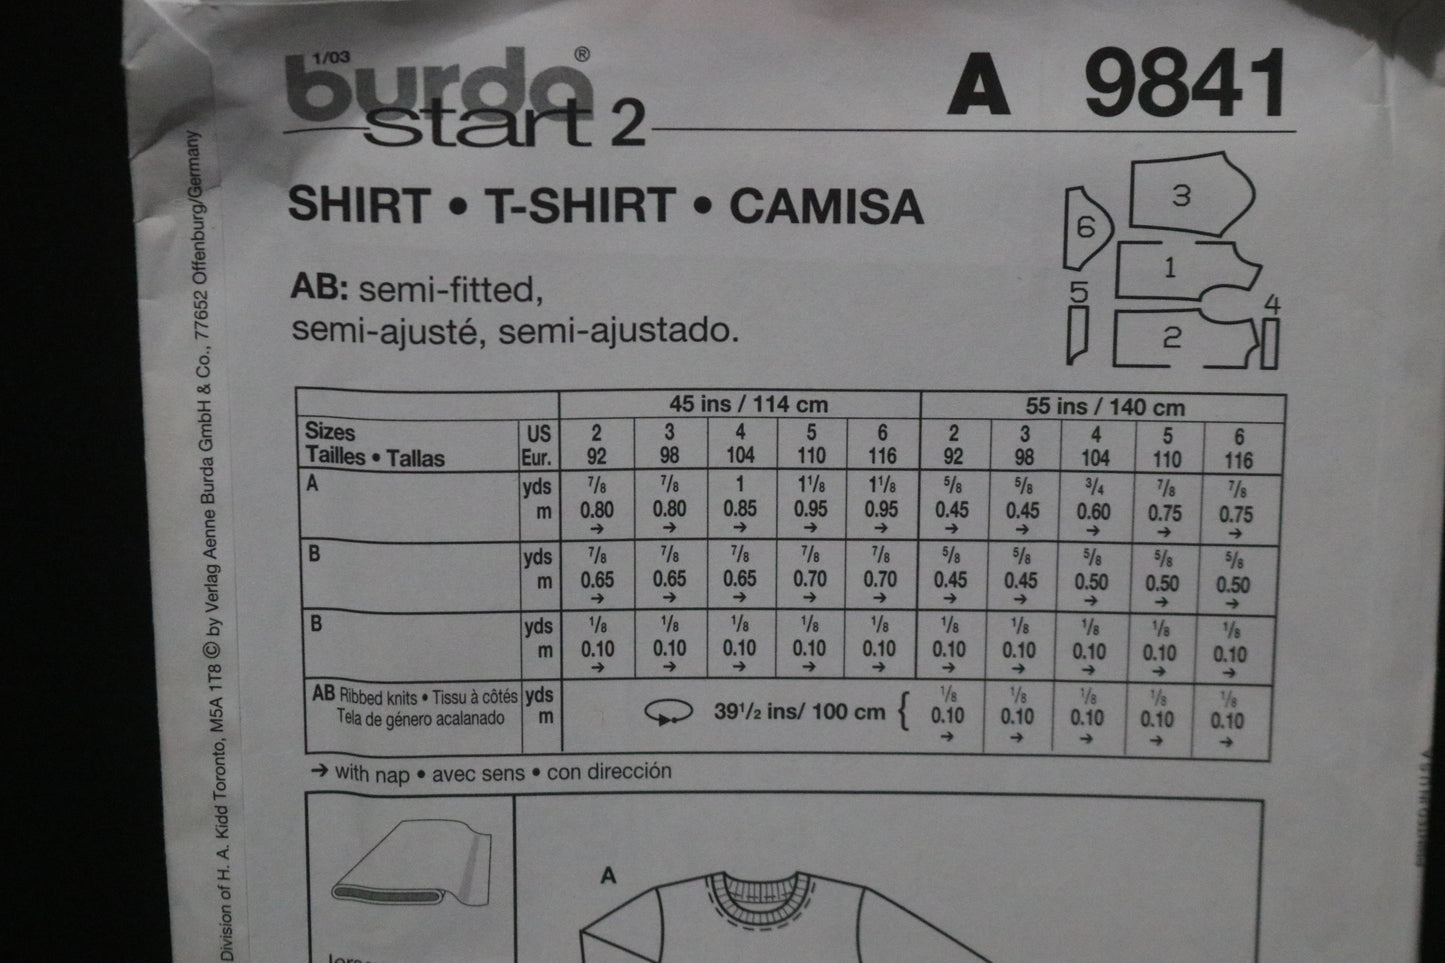 1/03
burda®
start 2
A 9841
SHIRT • T-SHIRT • CAMISA
AB: semi-fitted,
semi-ajusté, semi-ajustado.
3
6
1
5
4
2
45 ins / 114 cm 55 ins / 140 cm
Sizes US 2 3 4 5 6 2 3 4 5 6
Tailles • Tallas Eur. 92 98 104 110 116 92 98 104 110 116
A yds 7/8 7/8 1 1 1/8 1 1/8 5/8 5/8 3/4 7/8 7/8
m 0.80 0.80 0.85 0.95 0.95 0.45 0.45 0.60 0.75 0.75
→ → → → → → → → → →
B yds 7/8 7/8 7/8 7/8 7/8 5/8 5/8 5/8 5/8 5/8
m 0.65 0.65 0.65 0.70 0.70 0.45 0.45 0.50 0.50 0.50
→ → → → → → → → → →
B yds 1/8 1/8 1/8 1/8 1/8 1/8 1/8 1/8 1/8 1/8
m 0.10 0.10 0.10 0.10 0.10 0.10 0.10 0.10 0.10 0.10
→ → → → → → → → → →
AB Ribbed knits • Tissu à côtés yds 1/8 1/8 1/8 1/8 1/8
Tela de género acalanado m 39 1/2 ins/ 100 cm { 0.10 0.10 0.10 0.10 0.10
→ → → → →
→ with nap • avec sens • con dirección
A
Division of H. A. Kidd Toronto, M5A 1T8 © by Verlag Aenne Burda GmbH & Co., 77652 Offenburg/Germany
PRINTED IN U.S.A.